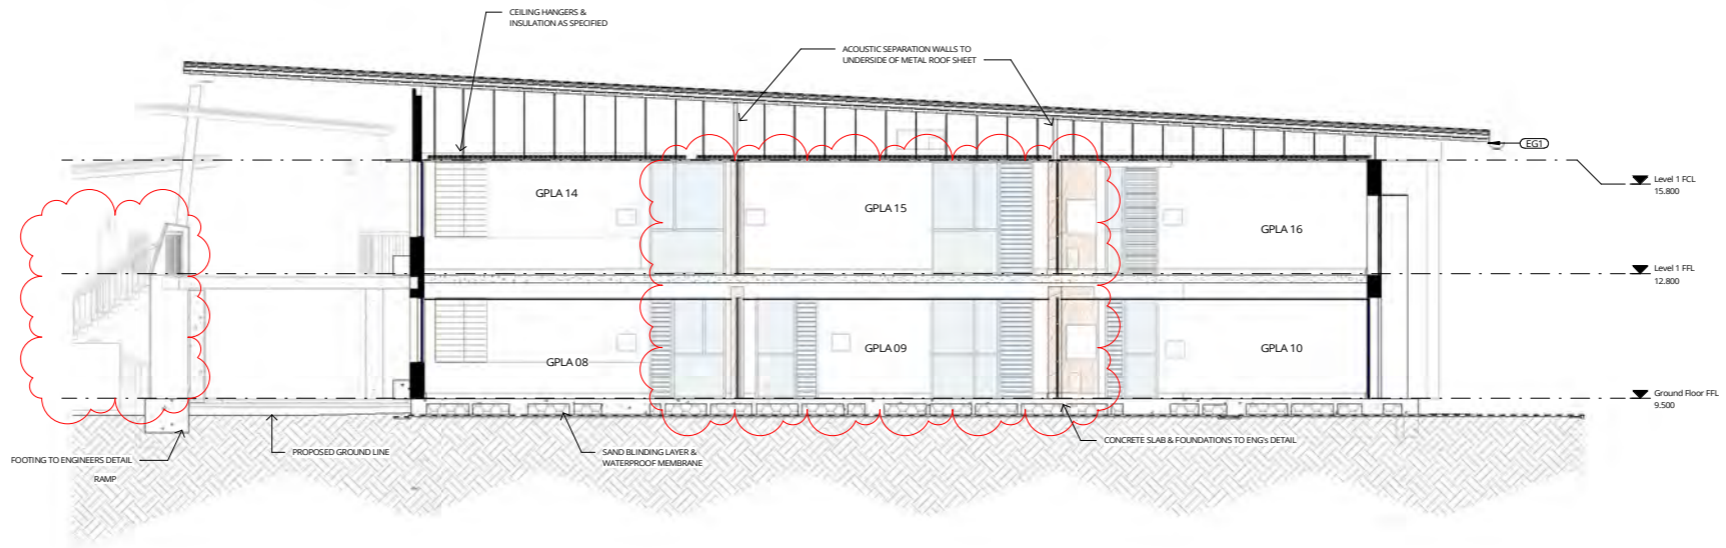 CEILING HANGERS &
INSULATION AS SPECIFIED
ACOUSTIC SEPARATION WALLS TO
UNDERSIDE OF METAL ROOF SHEET
EG1
Level 1 FCL
15.800
GPLA 14
GPLA 15
GPLA 16
Level 1 FFL
12.800
GPLA 08
GPLA 09
GPLA 10
Ground Floor FFL
9.500
FOOTING TO ENGINEERS DETAIL
RAMP
PROPOSED GROUND LINE
SAND BLINDING LAYER &
WATERPROOF MEMBRANE
CONCRETE SLAB & FOUNDATIONS TO ENG's DETAIL